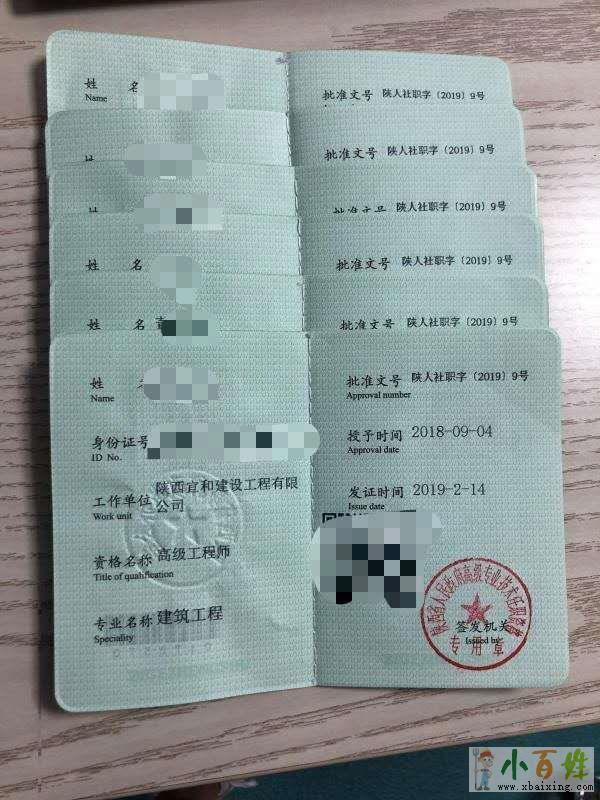 姓 名
Name
批准文号 陕人社职字〔2019〕9号
批准文号 陕人社职字〔2019〕9号
批准文号 陕人社职字〔2019〕9号
姓 名
批准文号 陕人社职字〔2019〕9号
姓 名
批准文号 陕人社职字〔2019〕9号
姓
Name
批准文号 陕人社职字〔2019〕9号
Approval number
身份证号
ID No.
授予时间 2018-09-04
Approval date
工作单位 陕西宜和建设工程有限
公司
Work unit
发证时间 2019-2-14
Issue date
资格名称 高级工程师
Title of qualification
专业名称 建筑工程
Speciality
签发机关
Issued by
专用章
小百姓
www.xbaixing.com